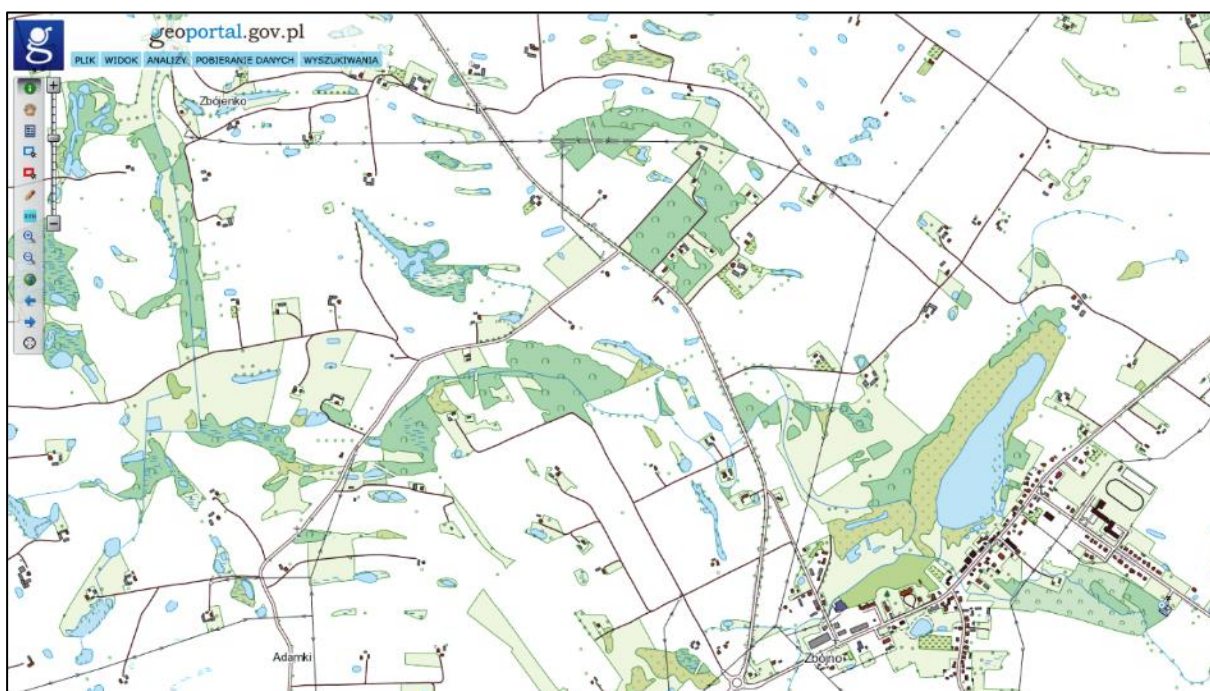 geoportal.gov.pl
PLIK WIDOK ANALIZY POBIERANIE DANYCH WYSZUKIWANIA
Zbójenko
Adamki
Zbójno